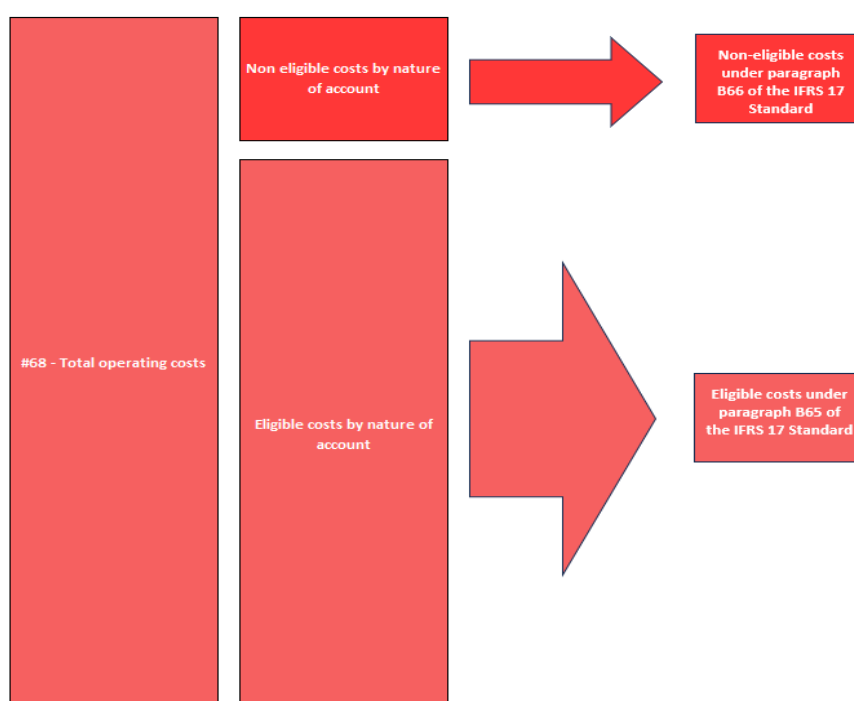 Non eligible costs by nature
of account
Non-eligible costs
under paragraph
B66 of the IFRS 17
Standard
#68 - Total operating costs
Eligible costs by nature of
account
Eligible costs under
paragraph B65 of
the IFRS 17 Standard